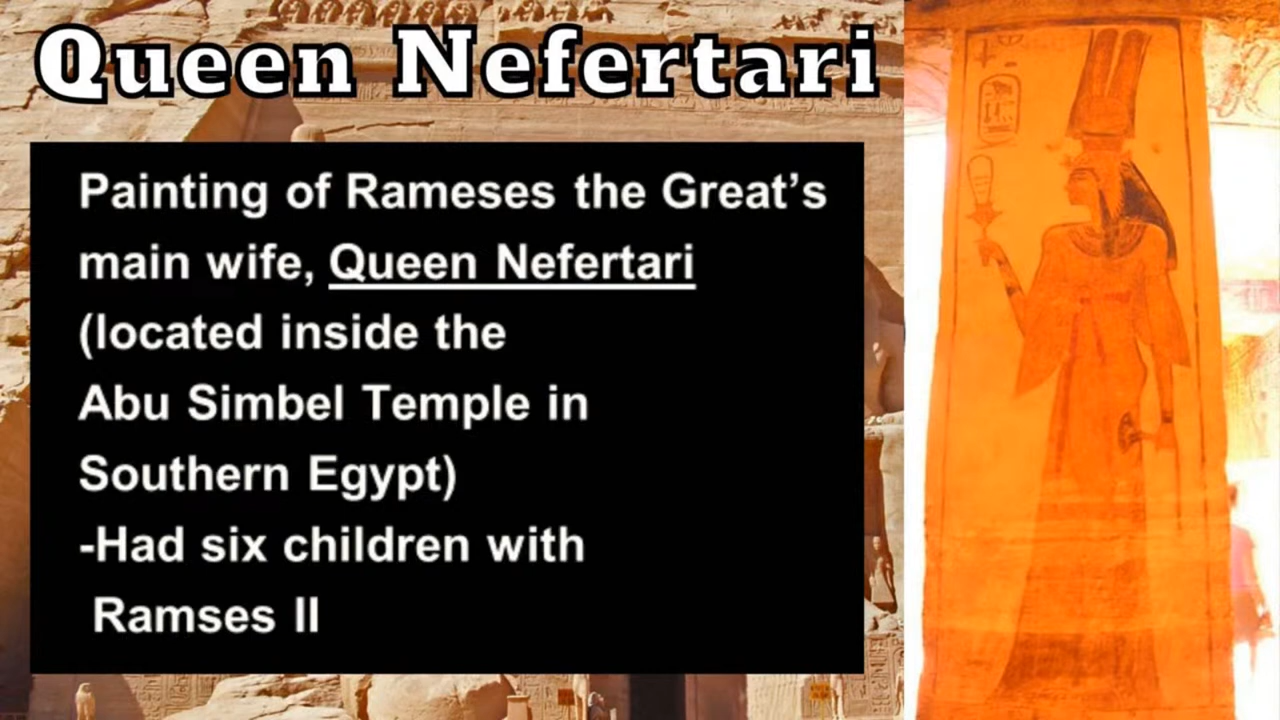 Queen Nefertari
Painting of Rameses the Great’s
main wife, Queen Nefertari
(located inside the
Abu Simbel Temple in
Southern Egypt)
-Had six children with
Ramses II